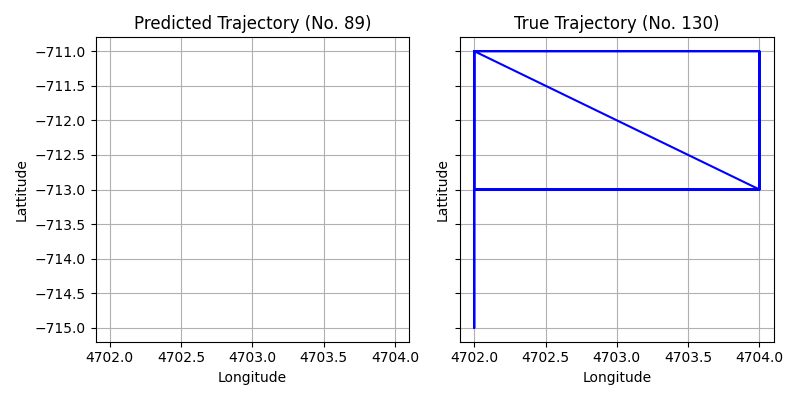 Predicted Trajectory (No. 89)
True Trajectory (No. 130)
−711.0
−711.5
−712.0
−712.5
−713.0
−713.5
−714.0
−714.5
−715.0
Lattitude
Lattitude
4702.0 4702.5 4703.0 4703.5 4704.0
4702.0 4702.5 4703.0 4703.5 4704.0
Longitude
Longitude